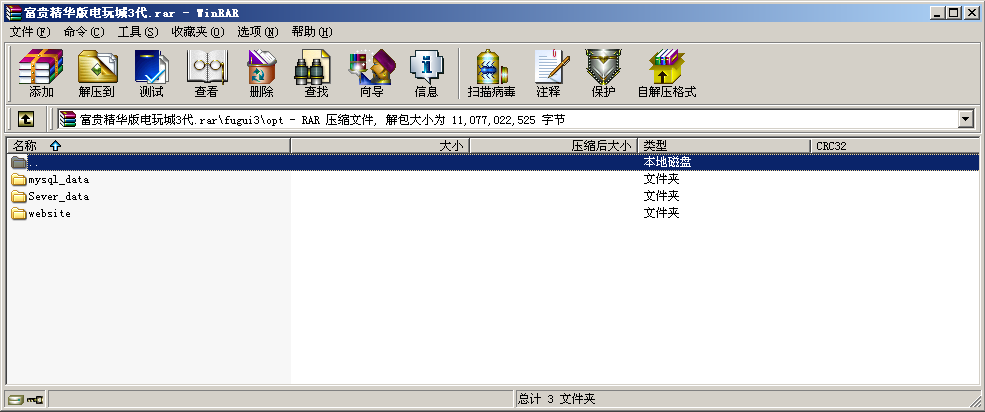 富贵精华版电玩城3代.rar - WinRAR
文件(F) 命令(C) 工具(S) 收藏夹(O) 选项(N) 帮助(H)
添加 解压到 测试 查看 删除 查找 向导 信息 扫描病毒 注释 保护 自解压格式
富贵精华版电玩城3代.rar\fugui3\opt - RAR 压缩文件, 解包大小为 11,077,022,525 字节
名称 大小 压缩后大小 类型 CRC32
.. 本地磁盘
mysql_data 文件夹
Sever_data 文件夹
website 文件夹
总计 3 文件夹